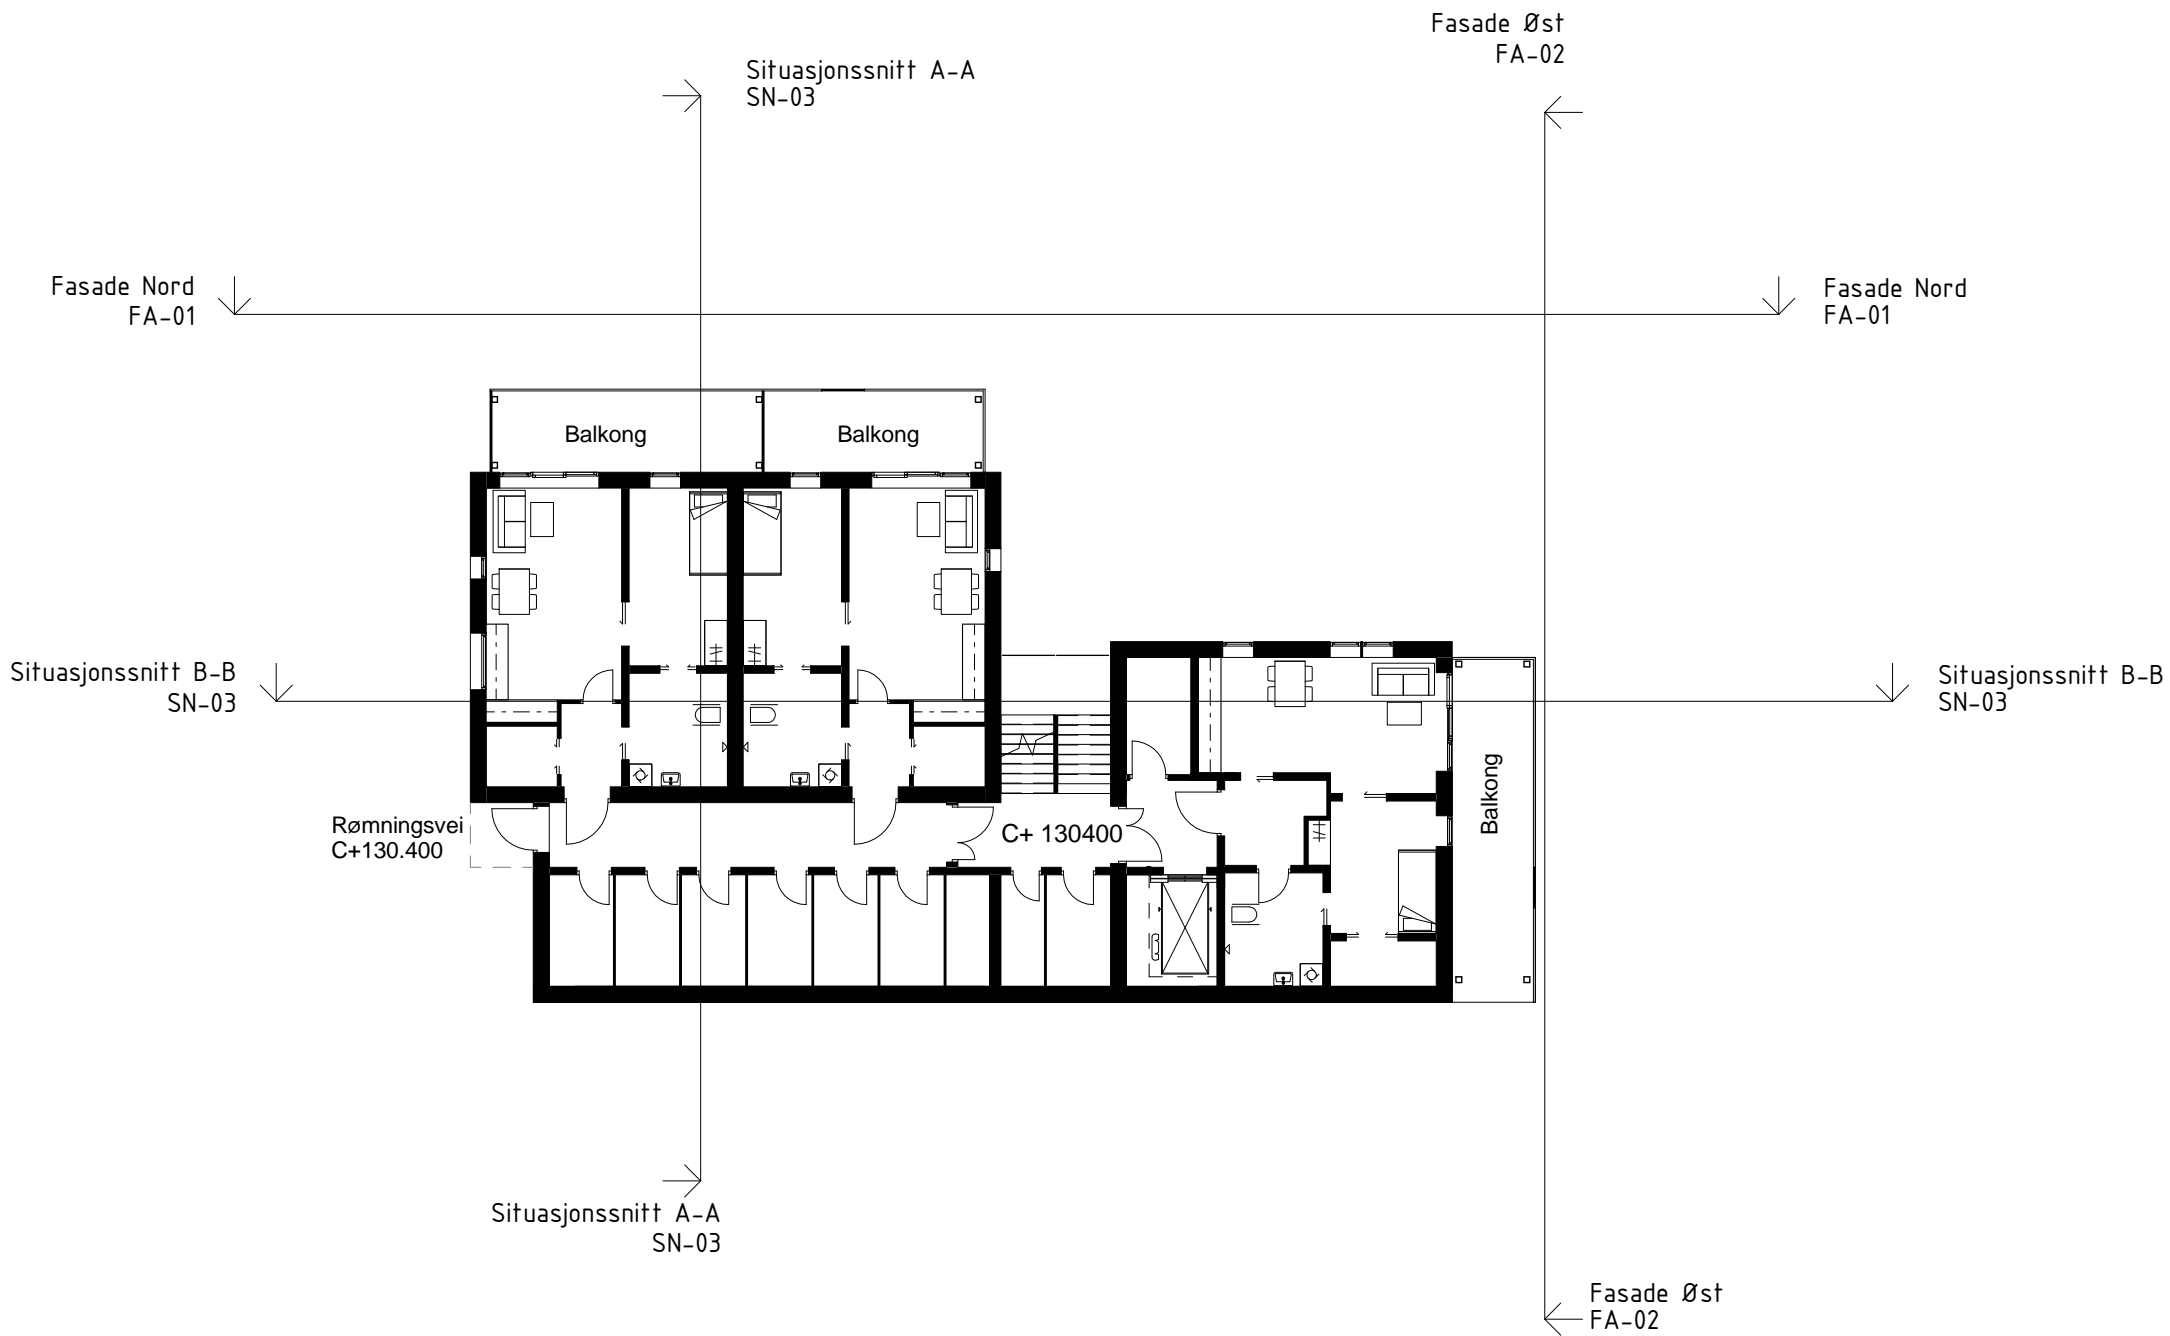 Fasade Øst
FA-02
Situasjonssnitt A-A
SN-03
Fasade Nord
FA-01
Fasade Nord
FA-01
Balkong
Balkong
Situasjonssnitt B-B
SN-03
Situasjonssnitt B-B
SN-03
Balkong
Rømningsvei
C+130.400
C+ 130400
Situasjonssnitt A-A
SN-03
Fasade Øst
FA-02